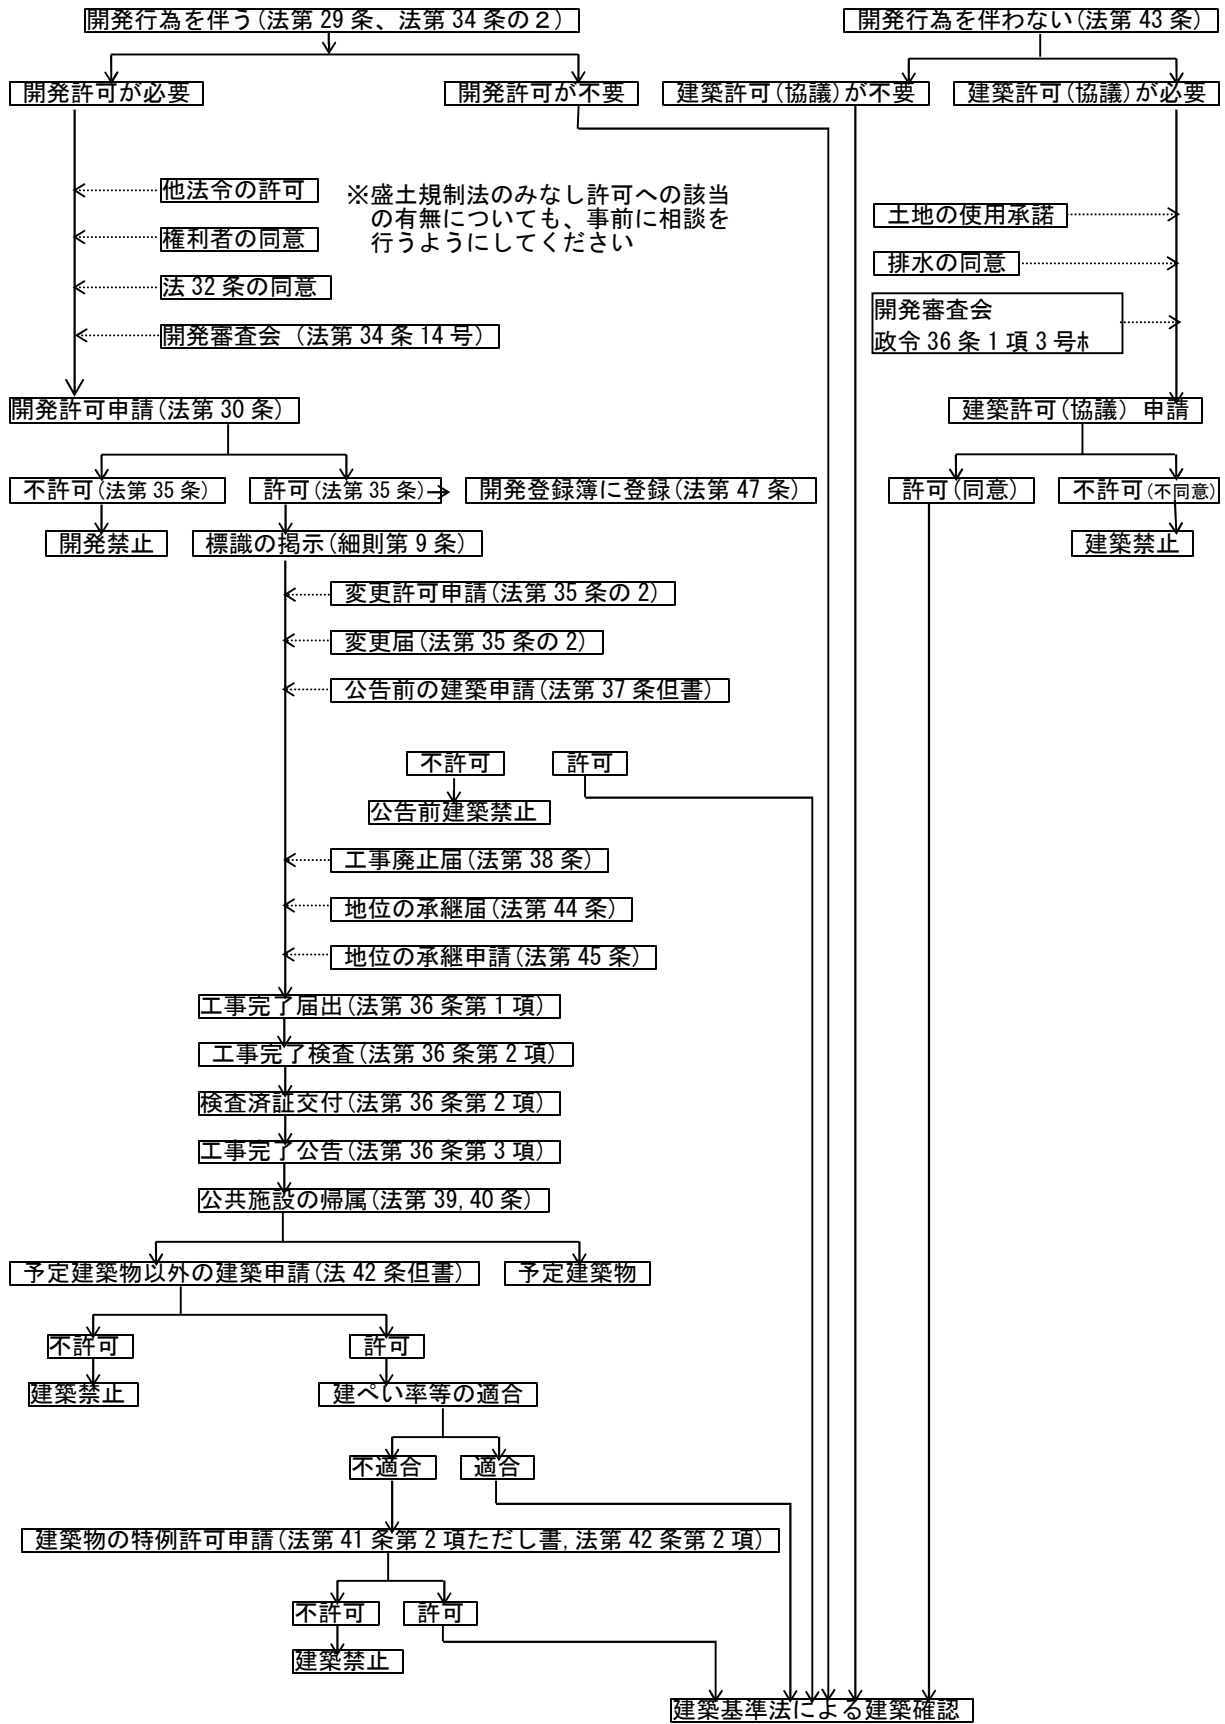 開発行為を伴う(法第29条、法第34条の２)
開発行為を伴わない(法第43条)
開発許可が必要
開発許可が不要
建築許可(協議)が不要
建築許可(協議)が必要
他法令の許可
※盛土規制法のみなし許可への該当
の有無についても、事前に相談を
行うようにしてください
権利者の同意
法32条の同意
開発審査会（法第34条14号）
土地の使用承諾
排水の同意
開発審査会
政令36条1項3号ﾎ
開発許可申請(法第30条)
建築許可(協議）申請
不許可(法第35条)
許可(法第35条)
開発登録簿に登録(法第47条)
許可(同意)
不許可(不同意)
開発禁止
標識の掲示(細則第9条)
建築禁止
変更許可申請(法第35条の2)
変更届(法第35条の2)
公告前の建築申請(法第37条但書)
不許可
許可
公告前建築禁止
工事廃止届(法第38条)
地位の承継届(法第44条)
地位の承継申請(法第45条)
工事完了届出(法第36条第1項)
工事完了検査(法第36条第2項)
検査済証交付(法第36条第2項)
工事完了公告(法第36条第3項)
公共施設の帰属(法第39,40条)
予定建築物以外の建築申請(法42条但書)
予定建築物
不許可
許可
建築禁止
建ぺい率等の適合
不適合
適合
建築物の特例許可申請(法第41条第2項ただし書,法第42条第2項)
不許可
許可
建築禁止
建築基準法による建築確認